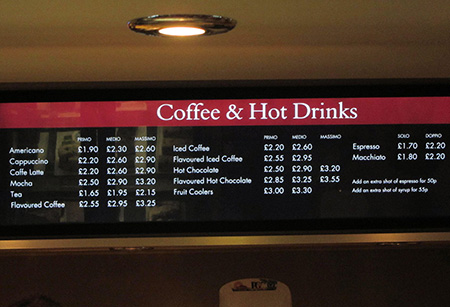 Coffee & Hot Drinks
PRIMO MEDIO MASSIMO
Americano £1.90 £2.30 £2.60
Cappuccino £2.20 £2.60 £2.90
Caffe Latte £2.20 £2.60 £2.90
Mocha £2.50 £2.90 £3.20
Tea £1.65 £1.95 £2.15
Flavoured Coffee £2.55 £2.95 £3.25
PRIMO MEDIO MASSIMO
Iced Coffee £2.20 £2.60
Flavoured Iced Coffee £2.55 £2.95
Hot Chocolate £2.50 £2.90 £3.20
Flavoured Hot Chocolate £2.85 £3.25 £3.55
Fruit Coolers £3.00 £3.30
SOLO DOPPO
Espresso £1.70 £2.20
Macchiato £1.80 £2.20
Add an extra shot of espresso for 50p
Add an extra shot of syrup for 55p